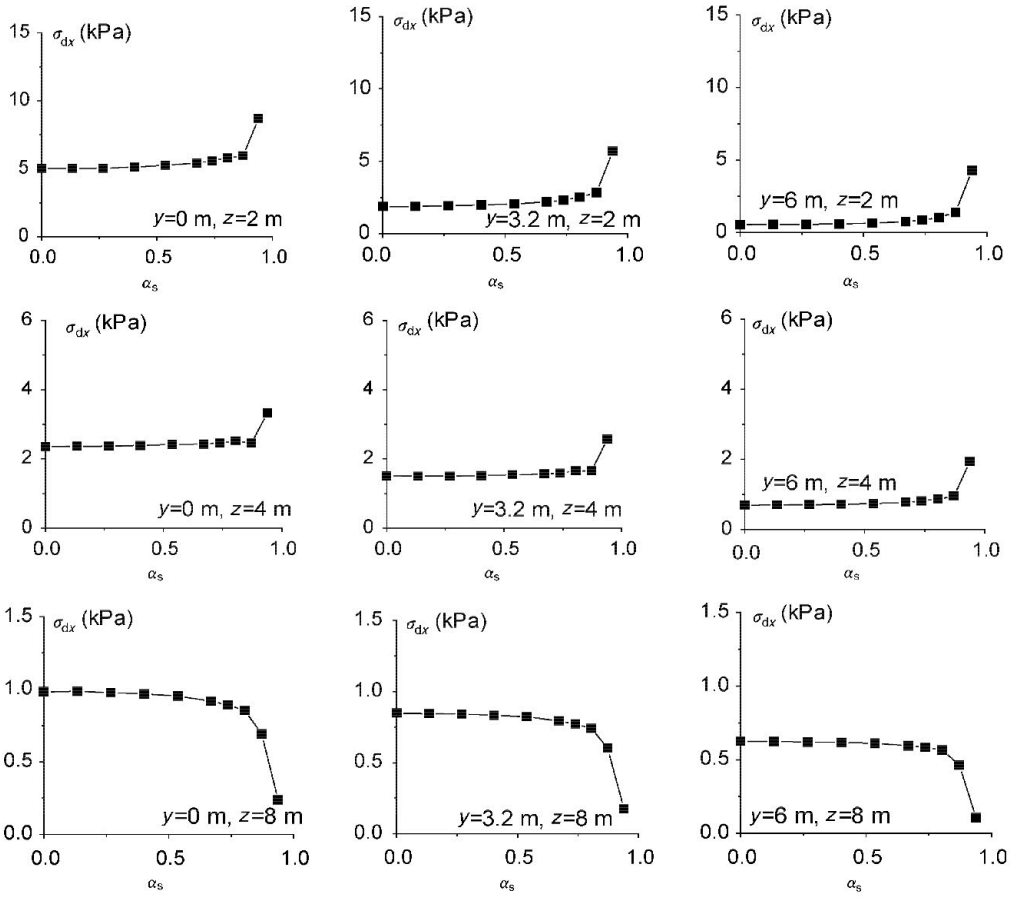 σdx (kPa)
15
10
5
0
y=0 m, z=2 m
0.0 0.5 1.0
αs
σdx (kPa)
15
10
5
0
y=3.2 m, z=2 m
0.0 0.5 1.0
αs
σdx (kPa)
15
10
5
0
y=6 m, z=2 m
0.0 0.5 1.0
αs
σdx (kPa)
6
4
2
0
y=0 m, z=4 m
0.0 0.5 1.0
αs
σdx (kPa)
6
4
2
0
y=3.2 m, z=4 m
0.0 0.5 1.0
αs
σdx (kPa)
6
4
2
0
y=6 m, z=4 m
0.0 0.5 1.0
αs
σdx (kPa)
1.5
1.0
0.5
0.0
y=0 m, z=8 m
0.0 0.5 1.0
αs
σdx (kPa)
1.5
1.0
0.5
0.0
y=3.2 m, z=8 m
0.0 0.5 1.0
αs
σdx (kPa)
1.5
1.0
0.5
0.0
y=6 m, z=8 m
0.0 0.5 1.0
αs